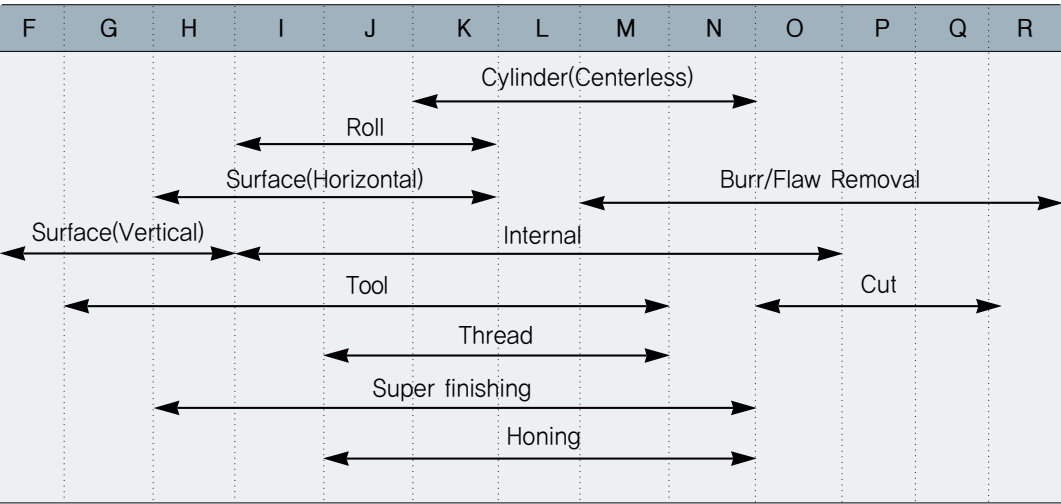 F G H I J K L M N O P Q R
Cylinder(Centerless)
Roll
Surface(Horizontal) Burr/Flaw Removal
Surface(Vertical) Internal
Tool Cut
Thread
Super finishing
Honing